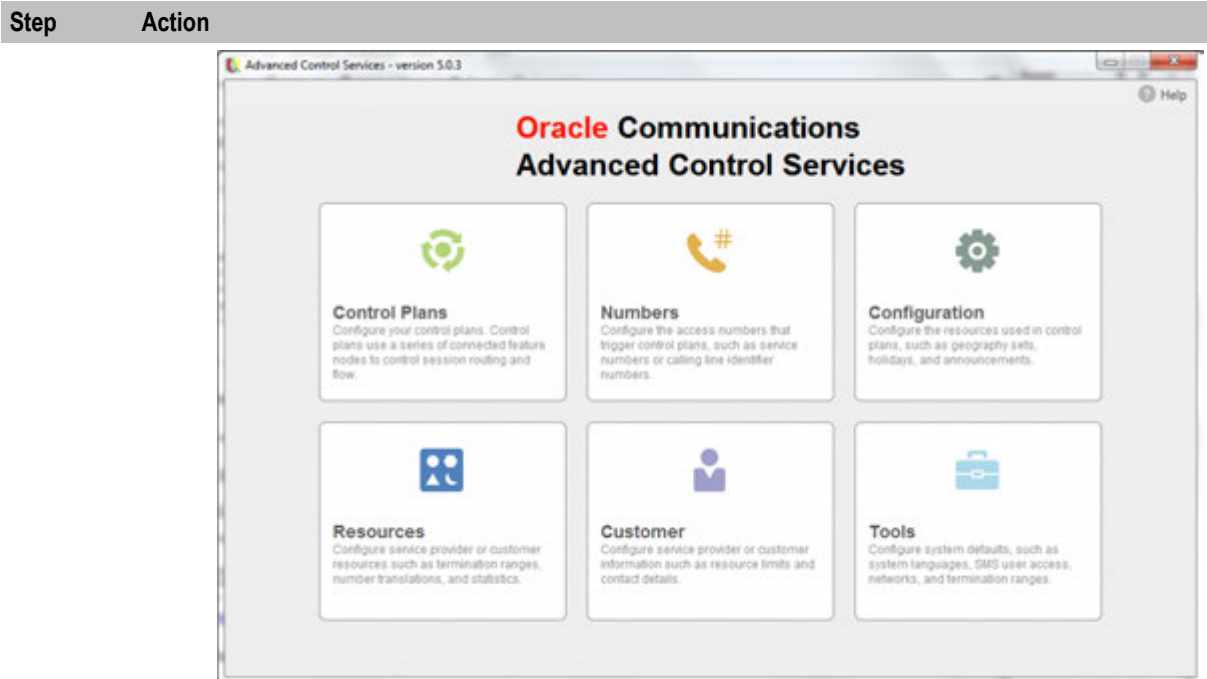 Step Action
Advanced Control Services - version 5.0.3
Help
Oracle Communications
Advanced Control Services
Control Plans
Configure your control plans. Control
plans use a series of connected feature
nodes to control session routing and
flow.
Numbers
Configure the access numbers that
trigger control plans, such as service
numbers or calling line identifier
numbers.
Configuration
Configure the resources used in control
plans, such as geography sets,
holidays, and announcements.
Resources
Configure service provider or customer
resources such as termination ranges,
number translations, and statistics.
Customer
Configure service provider or customer
information such as resource limits and
contact details.
Tools
Configure system defaults, such as
system languages, SMS user access,
networks, and termination ranges.